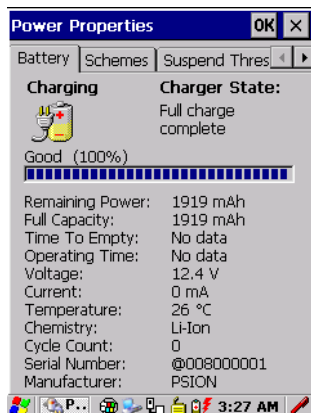 Power Properties OK ×
Battery Schemes Suspend Thres
Charging Charger State:
Full charge
complete
Good (100%)
Remaining Power: 1919 mAh
Full Capacity: 1919 mAh
Time To Empty: No data
Operating Time: No data
Voltage: 12.4 V
Current: 0 mA
Temperature: 26 °C
Chemistry: Li-Ion
Cycle Count: 0
Serial Number: @008000001
Manufacturer: PSION
P.. 3:27 AM